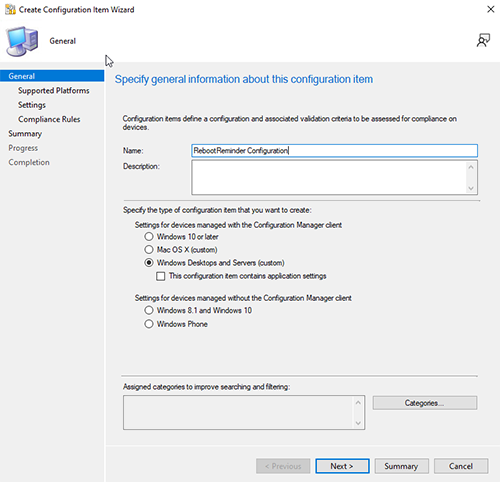 Create Configuration Item Wizard
General
General
Supported Platforms
Settings
Compliance Rules
Summary
Progress
Completion
Specify general information about this configuration item
Configuration items define a configuration and associated validation criteria to be assessed for compliance on
devices.
Name:
RebootReminder Configuration
Description:
Specify the type of configuration item that you want to create:
Settings for devices managed with the Configuration Manager client
Windows 10 or later
Mac OS X (custom)
Windows Desktops and Servers (custom)
This configuration item contains application settings
Settings for devices managed without the Configuration Manager client
Windows 8.1 and Windows 10
Windows Phone
Assigned categories to improve searching and filtering:
Categories...
< Previous
Next >
Summary
Cancel